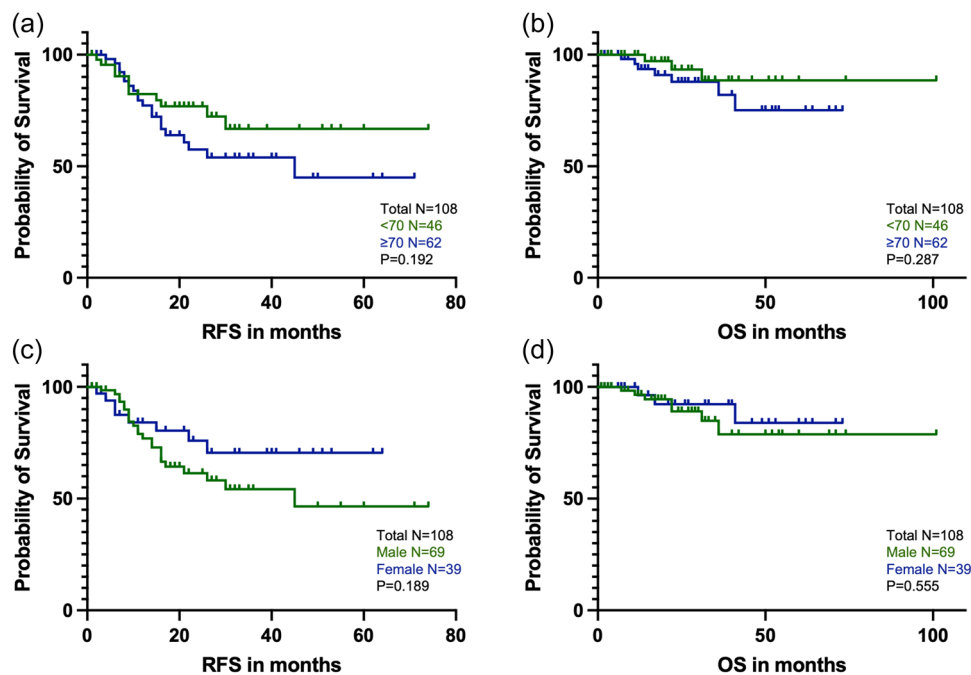 (a)
Probability of Survival
100
50
0
0 20 40 60 80
RFS in months
Total N=108
<70 N=46
≥70 N=62
P=0.192
(b)
Probability of Survival
100
50
0
0 50 100
OS in months
Total N=108
<70 N=46
≥70 N=62
P=0.287
(c)
Probability of Survival
100
50
0
0 20 40 60 80
RFS in months
Total N=108
Male N=69
Female N=39
P=0.189
(d)
Probability of Survival
100
50
0
0 50 100
OS in months
Total N=108
Male N=69
Female N=39
P=0.555